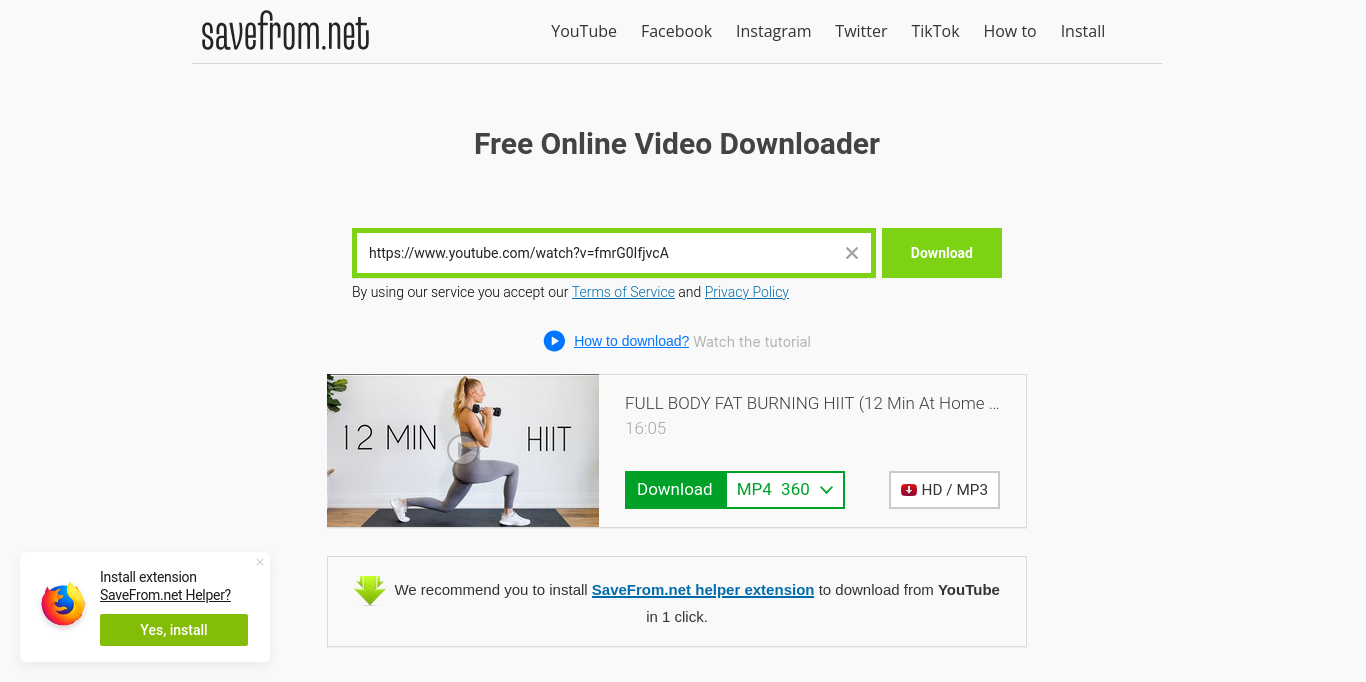 savefrom.net
YouTube Facebook Instagram Twitter TikTok How to Install
Free Online Video Downloader
https://www.youtube.com/watch?v=fmrG0IfjvcA
Download
By using our service you accept our Terms of Service and Privacy Policy
How to download? Watch the tutorial
12 MIN HIIT
FULL BODY FAT BURNING HIIT (12 Min At Home ...
16:05
Download MP4 360
HD / MP3
We recommend you to install SaveFrom.net helper extension to download from YouTube
in 1 click.
Install extension
SaveFrom.net Helper?
Yes, install